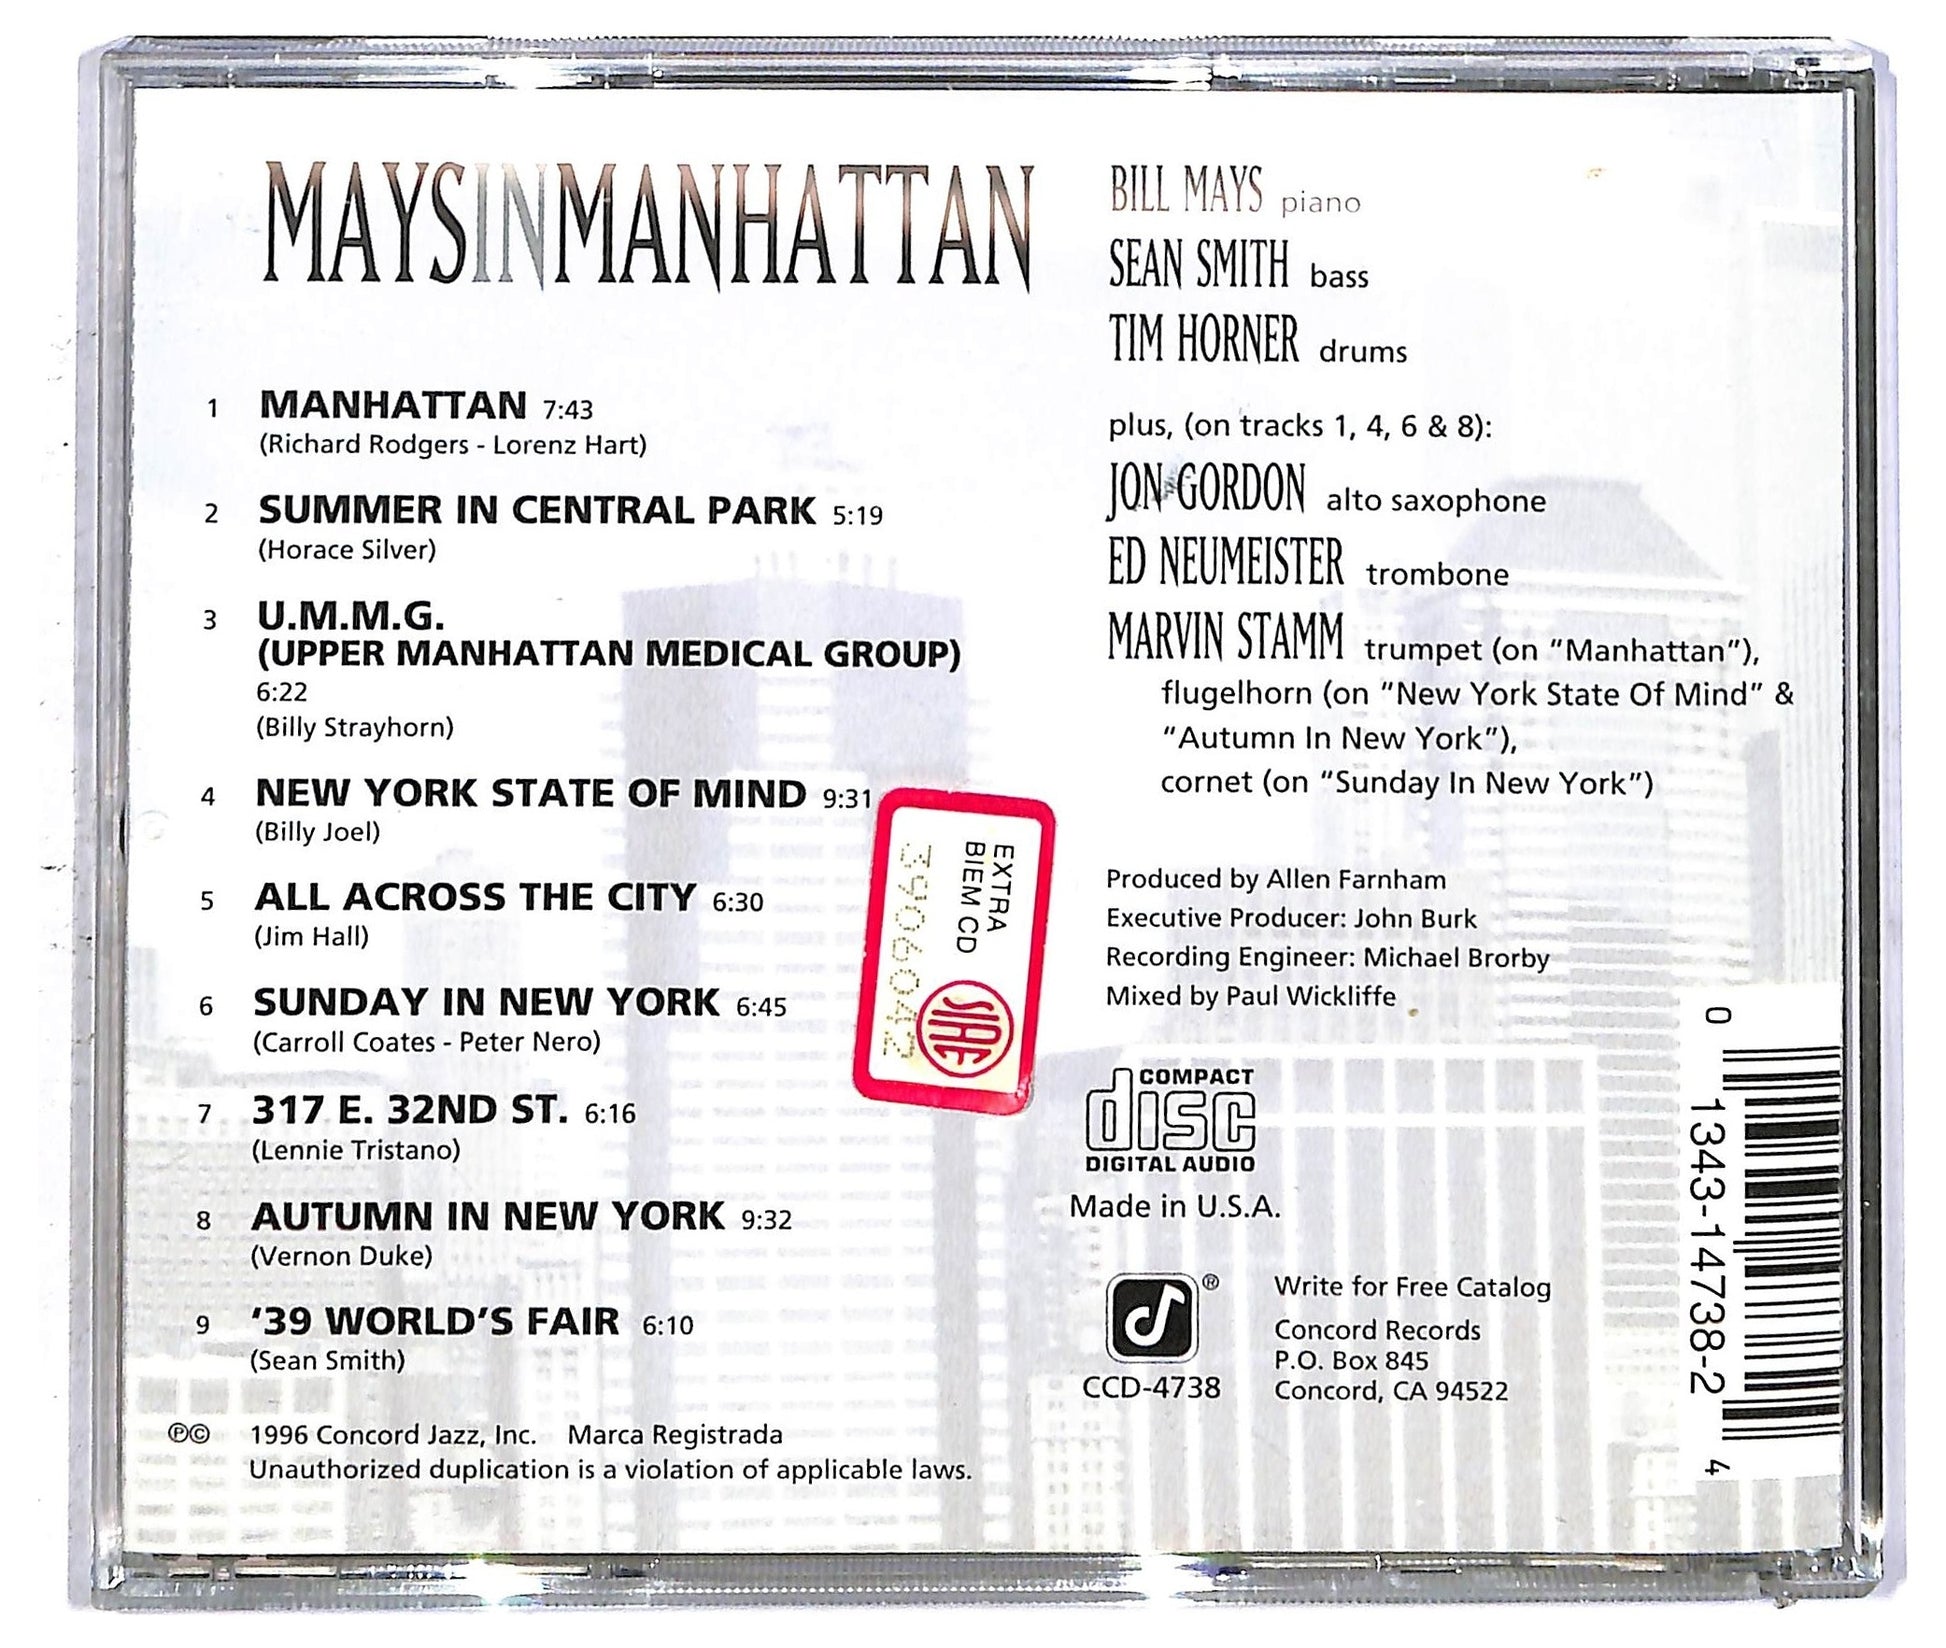 MAYSINMANHATTAN
1 MANHATTAN 7:43
(Richard Rodgers - Lorenz Hart)
2 SUMMER IN CENTRAL PARK 5:19
(Horace Silver)
3 U.M.M.G.
(UPPER MANHATTAN MEDICAL GROUP)
6:22
(Billy Strayhorn)
4 NEW YORK STATE OF MIND 9:31
(Billy Joel)
5 ALL ACROSS THE CITY 6:30
(Jim Hall)
6 SUNDAY IN NEW YORK 6:45
(Carroll Coates - Peter Nero)
7 317 E. 32ND ST. 6:16
(Lennie Tristano)
8 AUTUMN IN NEW YORK 9:32
(Vernon Duke)
9 '39 WORLD'S FAIR 6:10
(Sean Smith)
℗© 1996 Concord Jazz, Inc. Marca Registrada
Unauthorized duplication is a violation of applicable laws.
BILL MAYS piano
SEAN SMITH bass
TIM HORNER drums
plus, (on tracks 1, 4, 6 & 8):
JON GORDON alto saxophone
ED NEUMEISTER trombone
MARVIN STAMM trumpet (on "Manhattan"),
flugelhorn (on "New York State Of Mind" &
"Autumn In New York"),
cornet (on "Sunday In New York")
Produced by Allen Farnham
Executive Producer: John Burk
Recording Engineer: Michael Brorby
Mixed by Paul Wickliffe
EXTRA
BIEM CD
3906042
SIAE
COMPACT
disc
DIGITAL AUDIO
Made in U.S.A.
®
CCD-4738
Write for Free Catalog
Concord Records
P.O. Box 845
Concord, CA 94522
0 1343-14738-2 4